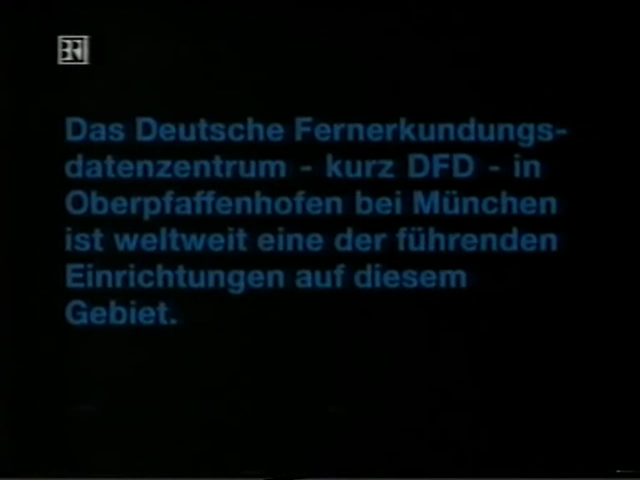 BR
Das Deutsche Fernerkundungs-
datenzentrum - kurz DFD - in
Oberpfaffenhofen bei München
ist weltweit eine der führenden
Einrichtungen auf diesem
Gebiet.